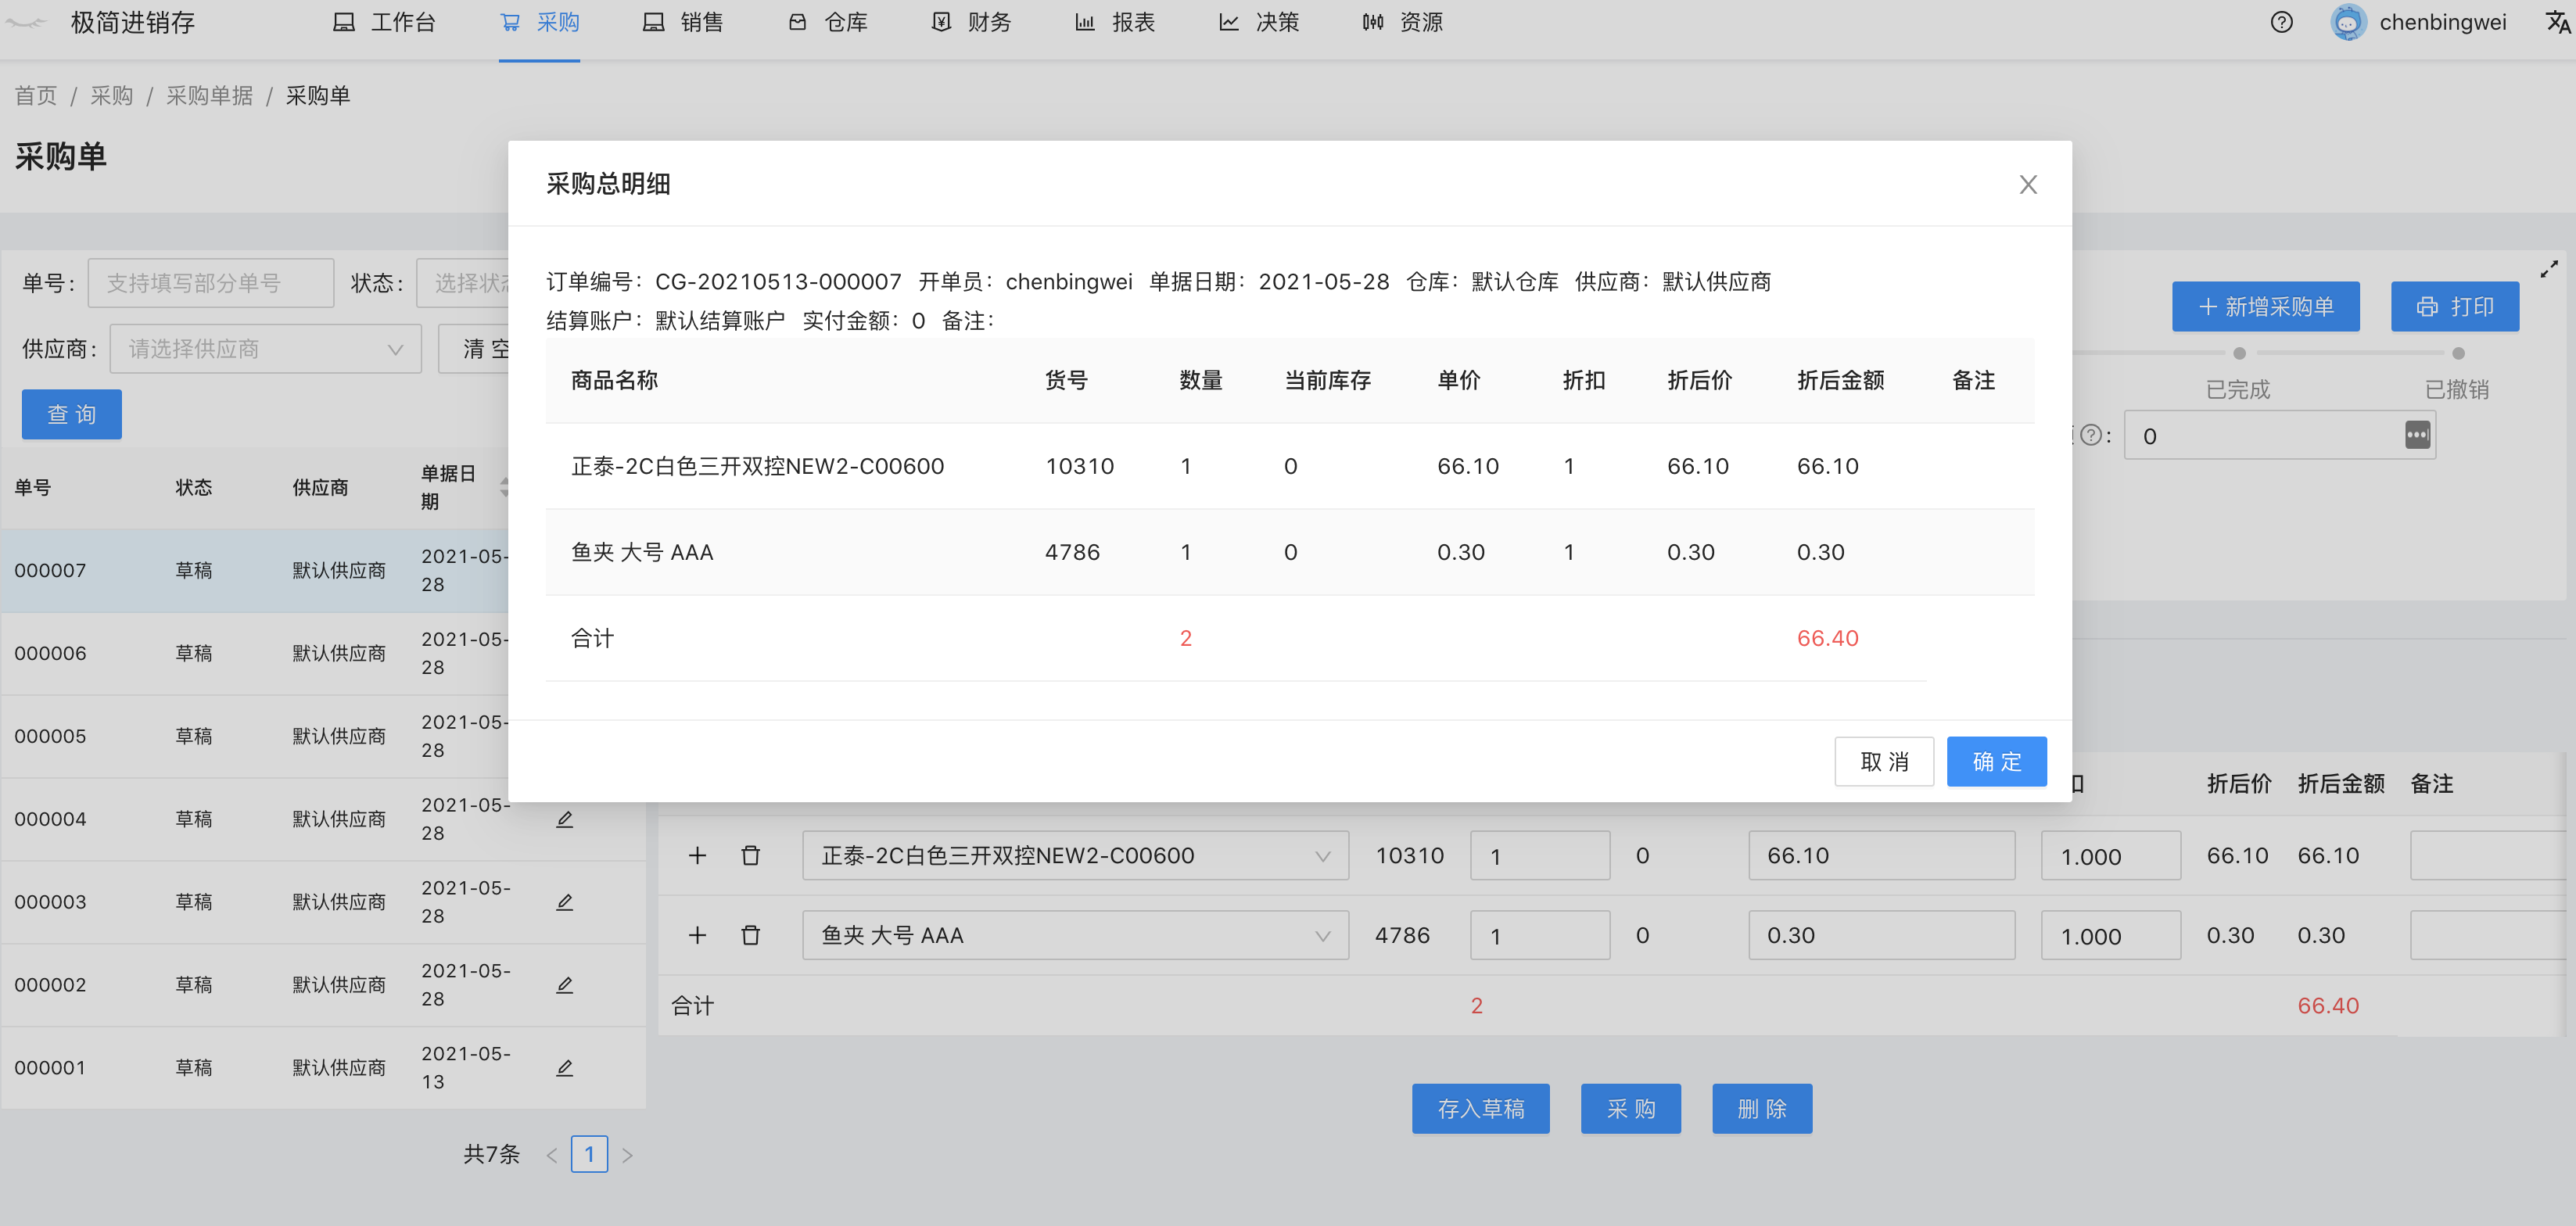 极简进销存 工作台 采购 销售 仓库 财务 报表 决策 资源 chenbingwei
首页 / 采购 / 采购单据 / 采购单
采购单
采购总明细
订单编号: CG-20210513-000007 开单员: chenbingwei 单据日期: 2021-05-28 仓库: 默认仓库 供应商: 默认供应商
结算账户: 默认结算账户 实付金额: 0 备注:
商品名称 货号 数量 当前库存 单价 折扣 折后价 折后金额 备注
正泰-2C白色三开双控NEW2-C00600 10310 1 0 66.10 1 66.10 66.10
鱼夹 大号 AAA 4786 1 0 0.30 1 0.30 0.30
合计 2 66.40
取 消 确 定
单号: 支持填写部分单号 状态: 选择状
供应商: 请选择供应商 清 空
查 询
单号 状态 供应商 单据日期
000007 草稿 默认供应商 2021-05-28
000006 草稿 默认供应商 2021-05-28
000005 草稿 默认供应商 2021-05-28
000004 草稿 默认供应商 2021-05-28
000003 草稿 默认供应商 2021-05-28
000002 草稿 默认供应商 2021-05-28
000001 草稿 默认供应商 2021-05-13
共7条 1
新增采购单 打印
已完成 已撤销
: 0
折后价 折后金额 备注
正泰-2C白色三开双控NEW2-C00600 10310 1 0 66.10 1.000 66.10 66.10
鱼夹 大号 AAA 4786 1 0 0.30 1.000 0.30 0.30
合计 2 66.40
存入草稿 采 购 删 除